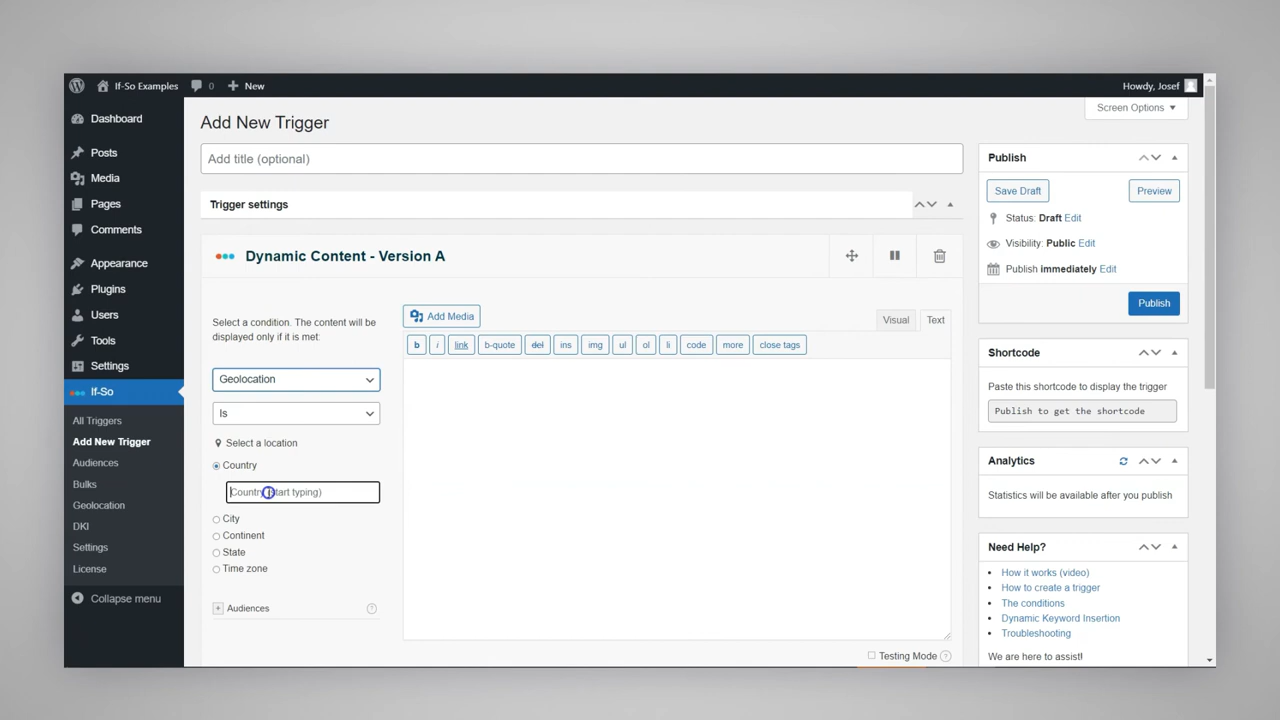 If-So Examples
0
New
Howdy, Josef
Dashboard
Posts
Media
Pages
Comments
Appearance
Plugins
Users
Tools
Settings
If-So
All Triggers
Add New Trigger
Audiences
Bulks
Geolocation
DKI
Settings
License
Collapse menu
Screen Options
Add New Trigger
Add title (optional)
Trigger settings
Dynamic Content - Version A
Select a condition. The content will be
displayed only if it is met:
Geolocation
Is
Select a location
Country
Country (start typing)
City
Continent
State
Time zone
Audiences
?
Add Media
Visual
Text
b
i
link
b-quote
del
ins
img
ul
ol
li
code
more
close tags
Testing Mode
?
Publish
Save Draft
Preview
Status: Draft Edit
Visibility: Public Edit
Publish immediately Edit
Publish
Shortcode
Paste this shortcode to display the trigger
Publish to get the shortcode
Analytics
Statistics will be available after you publish
Need Help?
How it works (video)
How to create a trigger
The conditions
Dynamic Keyword Insertion
Troubleshooting
We are here to assist!